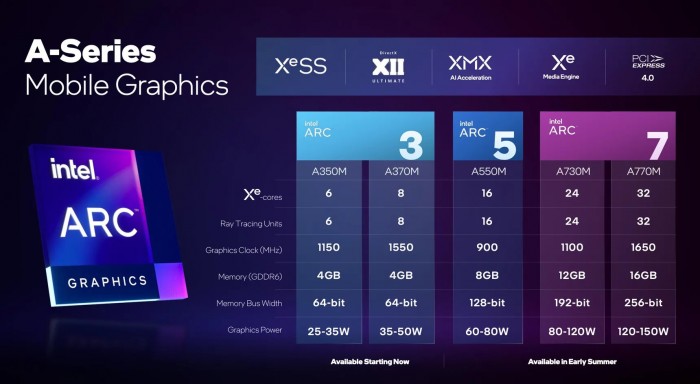 A-Series
Mobile Graphics
XeSS
DirectX
XII
ULTIMATE
XMX
AI Acceleration
Xe
Media Engine
PCI
EXPRESS
4.0
intel
ARC
GRAPHICS
intel ARC 3
intel ARC 5
intel ARC 7
A350M A370M A550M A730M A770M
Xe-cores 6 8 16 24 32
Ray Tracing Units 6 8 16 24 32
Graphics Clock (MHz) 1150 1550 900 1100 1650
Memory (GDDR6) 4GB 4GB 8GB 12GB 16GB
Memory Bus Width 64-bit 64-bit 128-bit 192-bit 256-bit
Graphics Power 25-35W 35-50W 60-80W 80-120W 120-150W
Available Starting Now Available in Early Summer